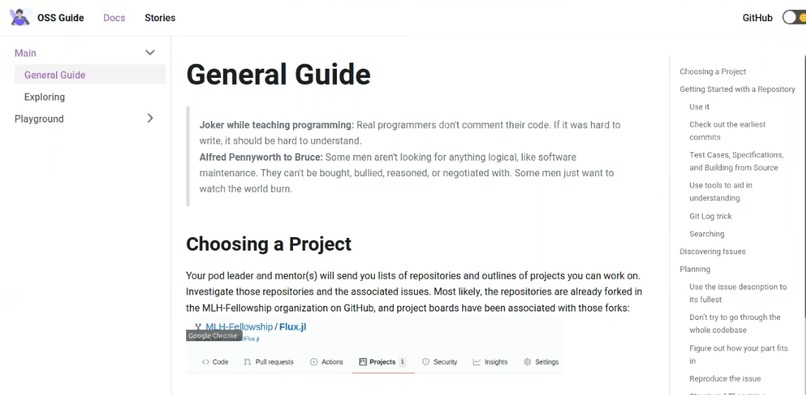 OSS Guide Docs Stories GitHub
Main
General Guide
Exploring
Playground
General Guide
Joker while teaching programming: Real programmers don't comment their code. If it was hard to
write, it should be hard to understand.
Alfred Pennyworth to Bruce: Some men aren't looking for anything logical, like software
maintenance. They can't be bought, bullied, reasoned, or negotiated with. Some men just want to
watch the world burn.
Choosing a Project
Your pod leader and mentor(s) will send you lists of repositories and outlines of projects you can work on.
Investigate those repositories and the associated issues. Most likely, the repositories are already forked in
the MLH-Fellowship organization on GitHub, and project boards have been associated with those forks:
MLH-Fellowship / Flux.jl
Google Chrome
Code Pull requests Actions Projects 1 Security Insights Settings
Choosing a Project
Getting Started with a Repository
Use it
Check out the earliest
commits
Test Cases, Specifications,
and Building from Source
Use tools to aid in
understanding
Git Log trick
Searching
Discovering Issues
Planning
Use the issue description to
its fullest
Don't try to go through the
whole codebase
Figure out how your part fits
in
Reproduce the issue